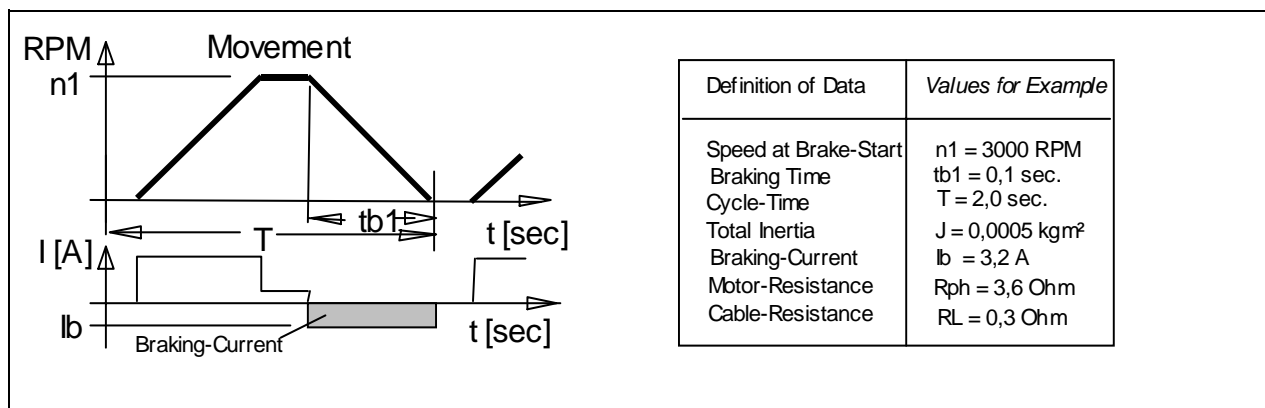 RPM
Movement
n1
tb1
T
t [sec]
I [A]
Ib
t [sec]
Braking-Current
Definition of Data Values for Example
Speed at Brake-Start n1 = 3000 RPM
Braking Time tb1 = 0,1 sec.
Cycle-Time T = 2,0 sec.
Total Inertia J = 0,0005 kgm²
Braking-Current Ib = 3,2 A
Motor-Resistance Rph = 3,6 Ohm
Cable-Resistance RL = 0,3 Ohm